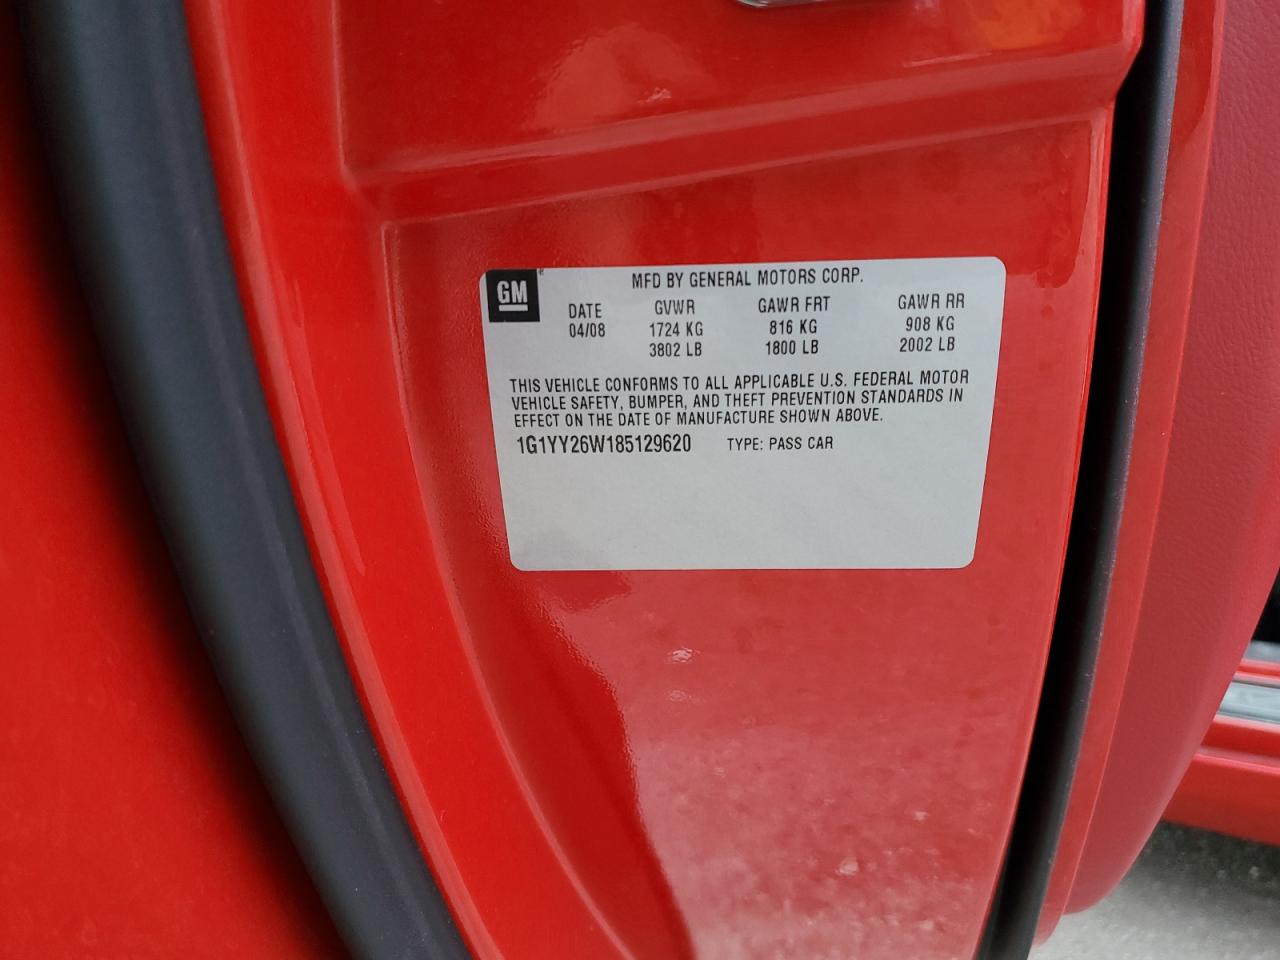 GM
MFD BY GENERAL MOTORS CORP.
DATE GVWR GAWR FRT GAWR RR
04/08 1724 KG 816 KG 908 KG
3802 LB 1800 LB 2002 LB
THIS VEHICLE CONFORMS TO ALL APPLICABLE U.S. FEDERAL MOTOR
VEHICLE SAFETY, BUMPER, AND THEFT PREVENTION STANDARDS IN
EFFECT ON THE DATE OF MANUFACTURE SHOWN ABOVE.
1G1YY26W185129620 TYPE: PASS CAR